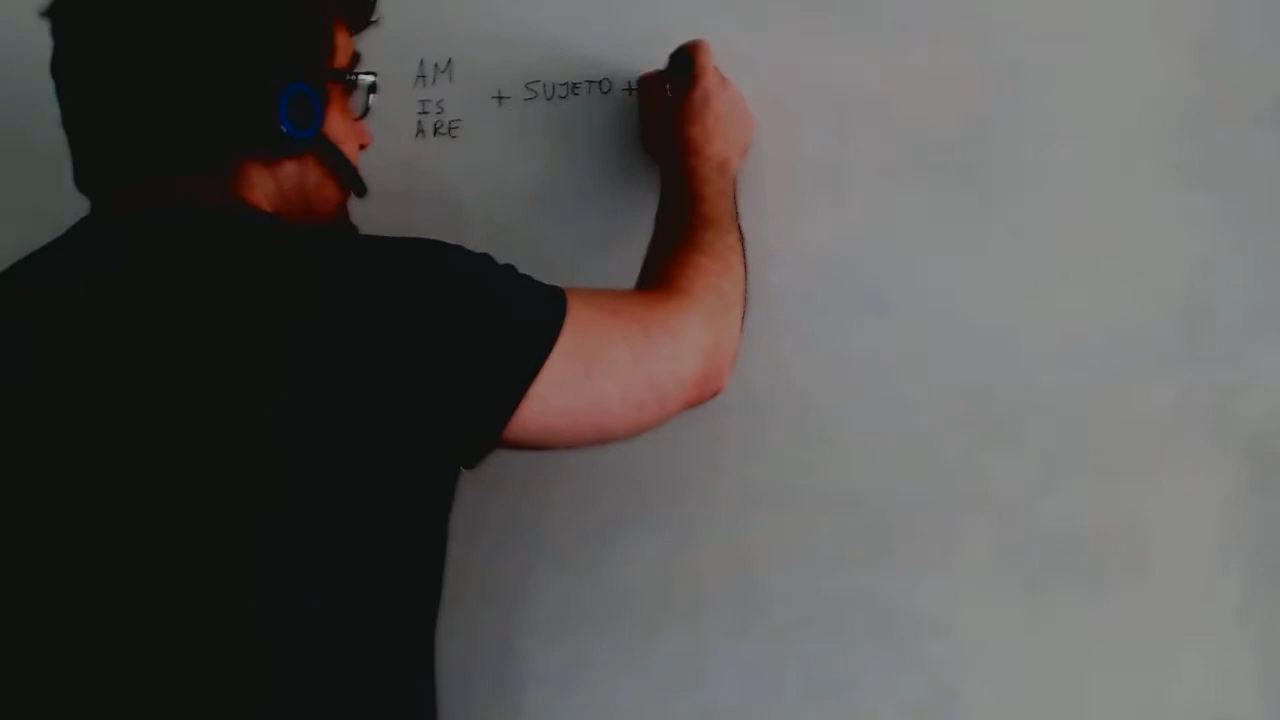 AM
IS
ARE
+ SUJETO +